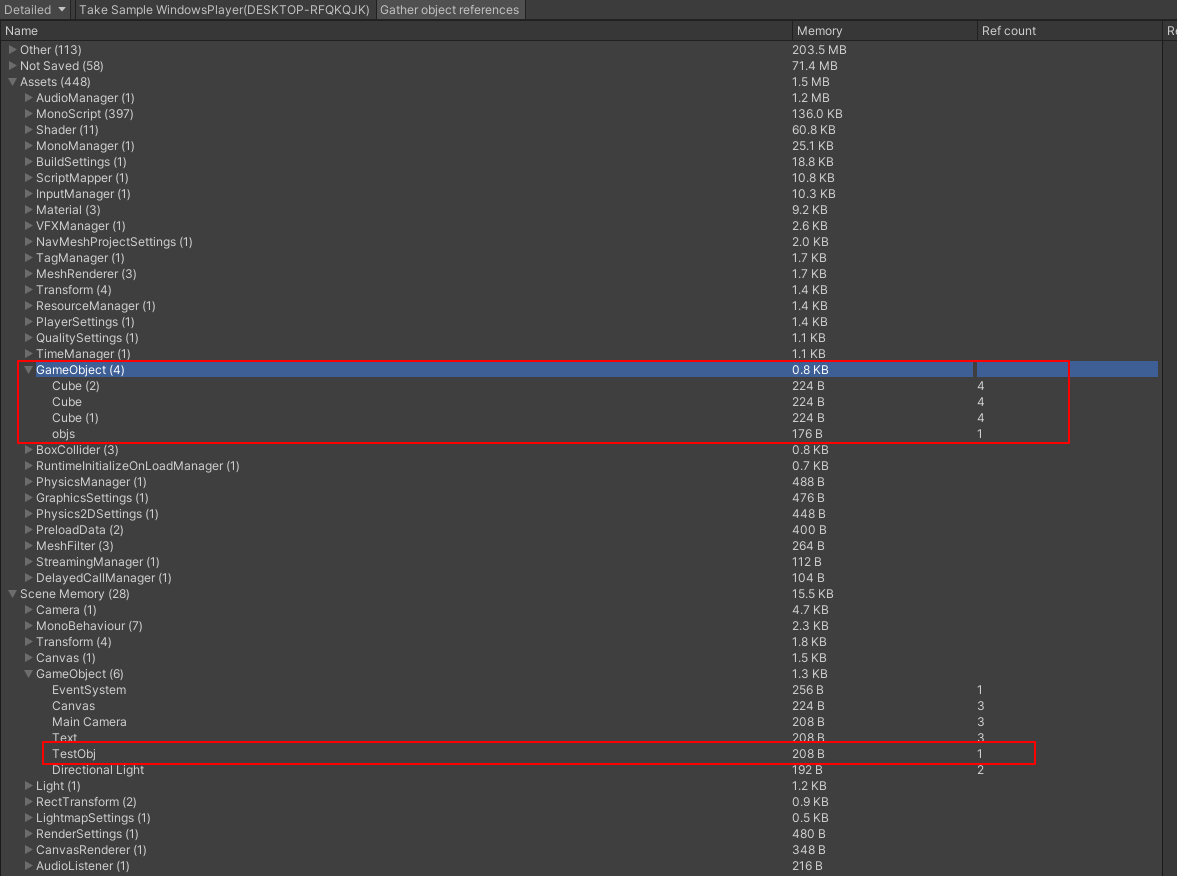 Detailed Take Sample WindowsPlayer(DESKTOP-RFQKQJK) Gather object references
Name Memory Ref count
Other (113) 203.5 MB
Not Saved (58) 71.4 MB
Assets (448) 1.5 MB
AudioManager (1) 1.2 MB
MonoScript (397) 136.0 KB
Shader (11) 60.8 KB
MonoManager (1) 25.1 KB
BuildSettings (1) 18.8 KB
ScriptMapper (1) 10.8 KB
InputManager (1) 10.3 KB
Material (3) 9.2 KB
VFXManager (1) 2.6 KB
NavMeshProjectSettings (1) 2.0 KB
TagManager (1) 1.7 KB
MeshRenderer (3) 1.7 KB
Transform (4) 1.4 KB
ResourceManager (1) 1.4 KB
PlayerSettings (1) 1.4 KB
QualitySettings (1) 1.1 KB
TimeManager (1) 1.1 KB
GameObject (4) 0.8 KB
Cube (2) 224 B 4
Cube 224 B 4
Cube (1) 224 B 4
objs 176 B 1
BoxCollider (3) 0.8 KB
RuntimeInitializeOnLoadManager (1) 0.7 KB
PhysicsManager (1) 488 B
GraphicsSettings (1) 476 B
Physics2DSettings (1) 448 B
PreloadData (2) 400 B
MeshFilter (3) 264 B
StreamingManager (1) 112 B
DelayedCallManager (1) 104 B
Scene Memory (28) 15.5 KB
Camera (1) 4.7 KB
MonoBehaviour (7) 2.3 KB
Transform (4) 1.8 KB
Canvas (1) 1.5 KB
GameObject (6) 1.3 KB
EventSystem 256 B 1
Canvas 224 B 3
Main Camera 208 B 3
Text 208 B 3
TestObj 208 B 1
Directional Light 192 B 2
Light (1) 1.2 KB
RectTransform (2) 0.9 KB
LightmapSettings (1) 0.5 KB
RenderSettings (1) 480 B
CanvasRenderer (1) 348 B
AudioListener (1) 216 B